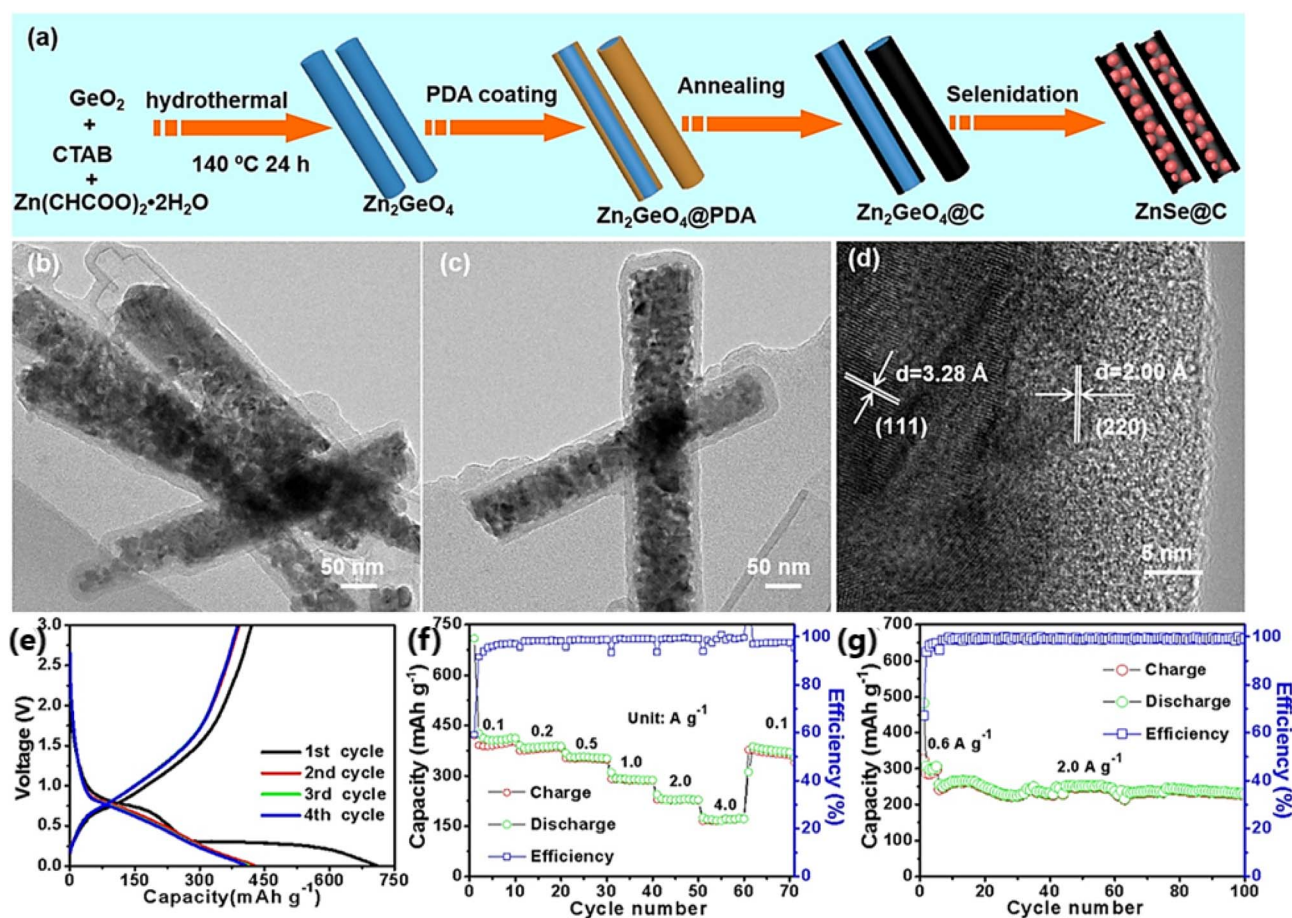 (a)
GeO₂
+
CTAB
+
Zn(CHCOO)₂•2H₂O
hydrothermal
140 ºC 24 h
Zn₂GeO₄
PDA coating
Zn₂GeO₄@PDA
Annealing
Zn₂GeO₄@C
Selenidation
ZnSe@C
(b)
50 nm
(c)
50 nm
(d)
d=3.28 Å
(111)
d=2.00 Å
(220)
5 nm
(e)
Voltage (V)
3.0
2.5
2.0
1.5
1.0
0.5
0.0
1st cycle
2nd cycle
3rd cycle
4th cycle
0 150 300 450 600 750
Capacity(mAh g⁻¹)
(f)
Capacity (mAh g⁻¹)
750
600
450
300
150
0
0.1
0.2
0.5
1.0
2.0
4.0
0.1
Unit: A g⁻¹
Charge
Discharge
Efficiency
0 10 20 30 40 50 60 70
Cycle number
100
80
60
40
20
0
Efficiency (%)
(g)
Capacity (mAh g⁻¹)
700
600
500
400
300
200
100
0
Charge
Discharge
Efficiency
0.6 A g⁻¹
2.0 A g⁻¹
0 20 40 60 80 100
Cycle number
100
80
60
40
20
0
Efficiency (%)